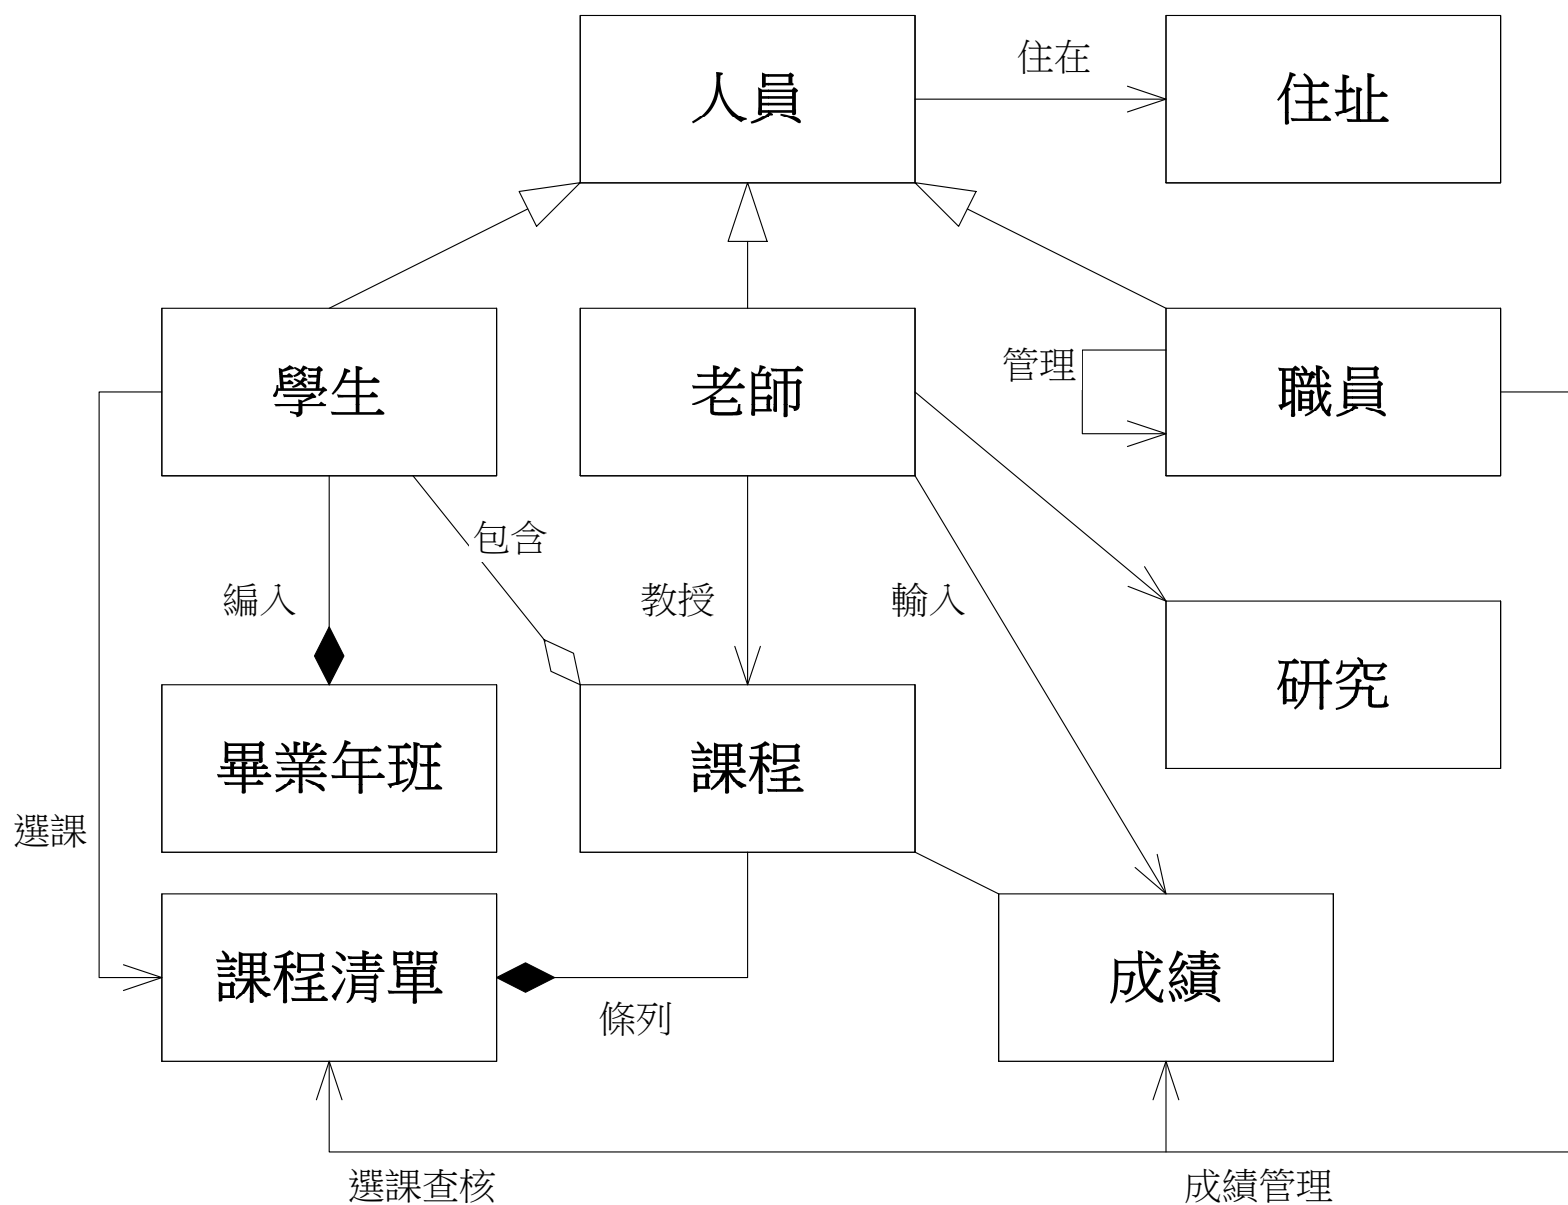 住在
人員
住址
學生
老師
管理
職員
包含
編入
教授
輸入
研究
畢業年班
課程
選課
課程清單
條列
成績
選課查核
成績管理